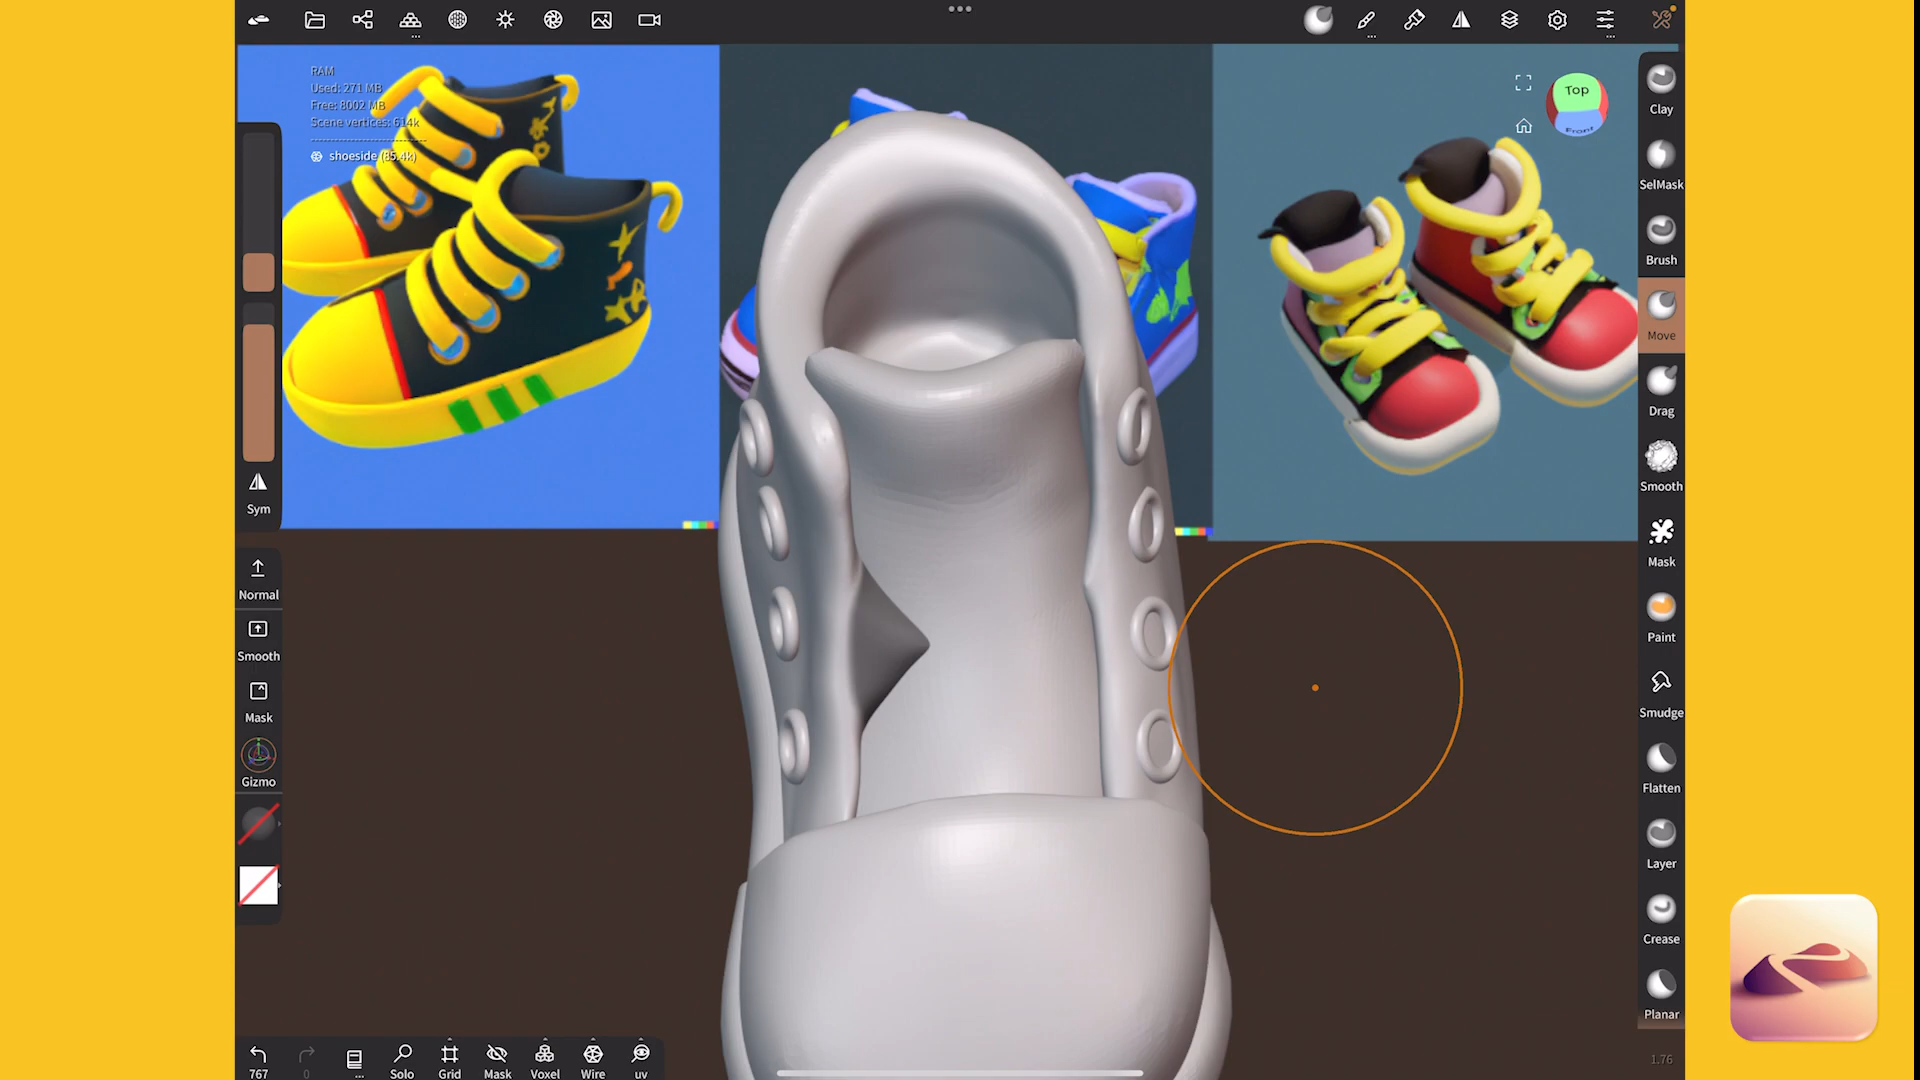 RAM
Used: 271 MB
Free: 8002 MB
Scene vertices: 614k
shoeside (85.4k)
Top
Front
Sym
Normal
Smooth
Mask
Gizmo
Clay
SelMask
Brush
Move
Drag
Smooth
Mask
Paint
Smudge
Flatten
Layer
Crease
Planar
767
0
Solo
Grid
Mask
Voxel
Wire
uv
1.76